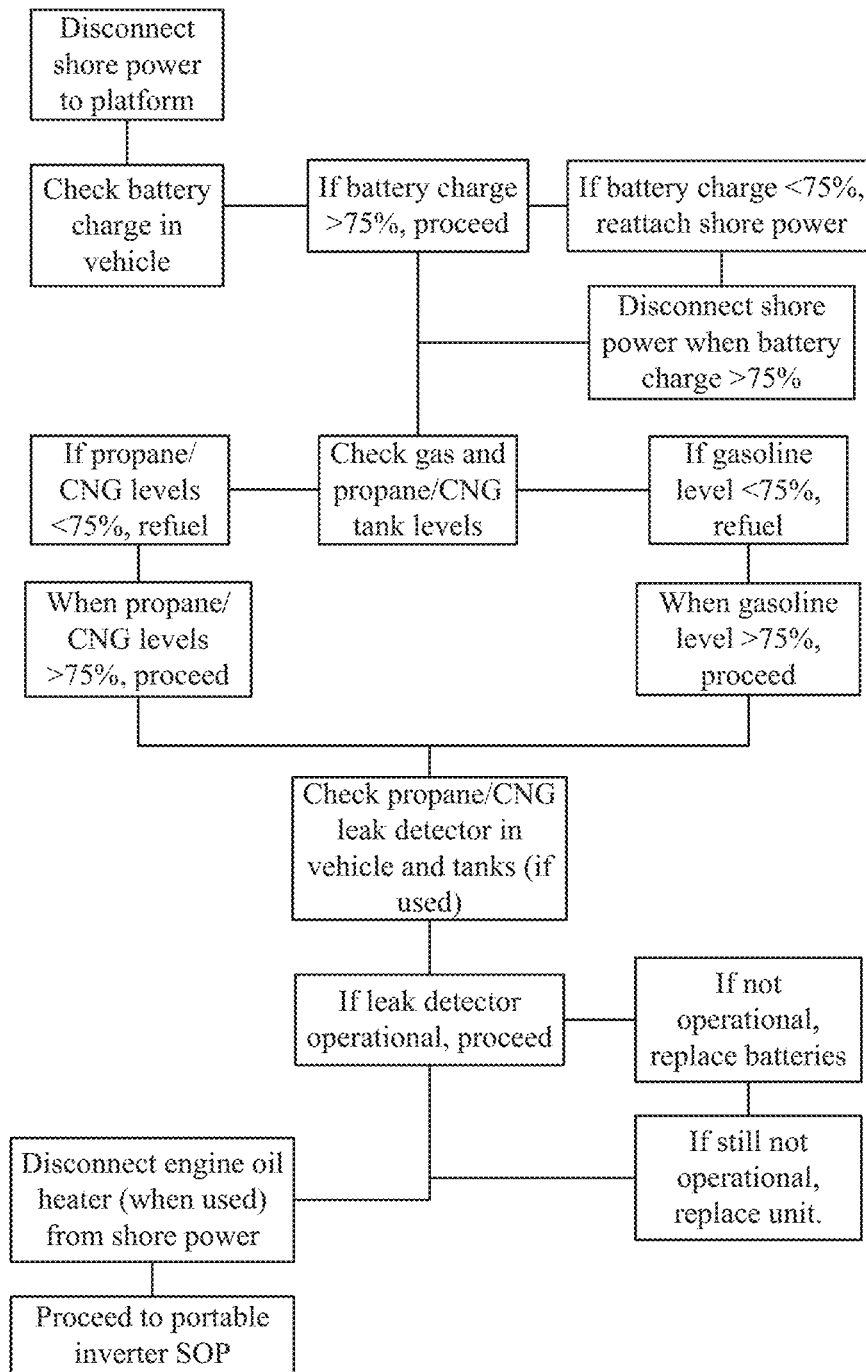 Disconnect
shore power
to platform
Check battery
charge in
vehicle
If battery charge
>75%, proceed
If battery charge <75%,
reattach shore power
Disconnect shore
power when battery
charge >75%
If propane/
CNG levels
<75%, refuel
Check gas and
propane/CNG
tank levels
If gasoline
level <75%,
refuel
When propane/
CNG levels
>75%, proceed
When gasoline
level >75%,
proceed
Check propane/CNG
leak detector in
vehicle and tanks (if
used)
If leak detector
operational, proceed
If not
operational,
replace batteries
If still not
operational,
replace unit.
Disconnect engine oil
heater (when used)
from shore power
Proceed to portable
inverter SOP